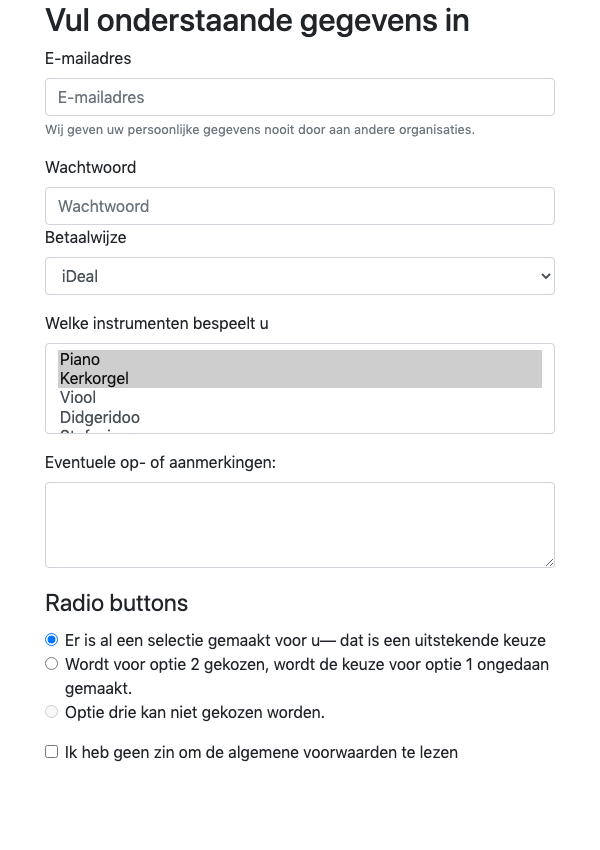 Vul onderstaande gegevens in
E-mailadres
E-mailadres
Wij geven uw persoonlijke gegevens nooit door aan andere organisaties.
Wachtwoord
Wachtwoord
Betaalwijze
iDeal
Welke instrumenten bespeelt u
Piano
Kerkorgel
Viool
Didgeridoo
Eventuele op- of aanmerkingen:
Radio buttons
Er is al een selectie gemaakt voor u— dat is een uitstekende keuze
Wordt voor optie 2 gekozen, wordt de keuze voor optie 1 ongedaan
gemaakt.
Optie drie kan niet gekozen worden.
Ik heb geen zin om de algemene voorwaarden te lezen